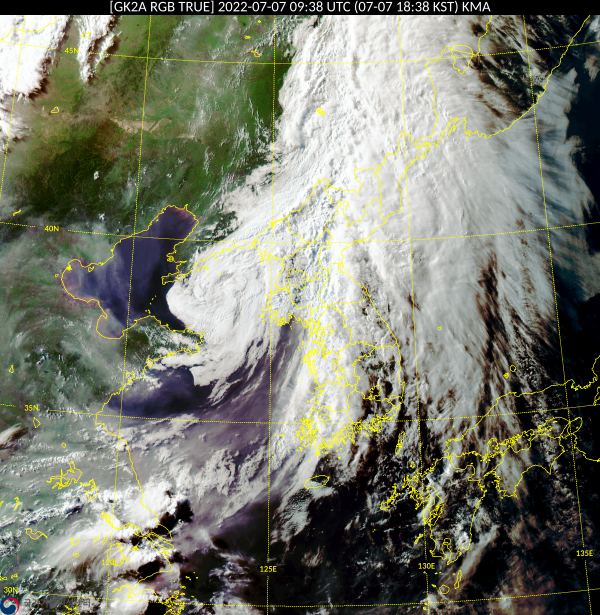 [GK2A RGB TRUE] 2022-07-07 09:38 UTC (07-07 18:38 KST) KMA
45N
40N
35N
125E
130E
135E
30N